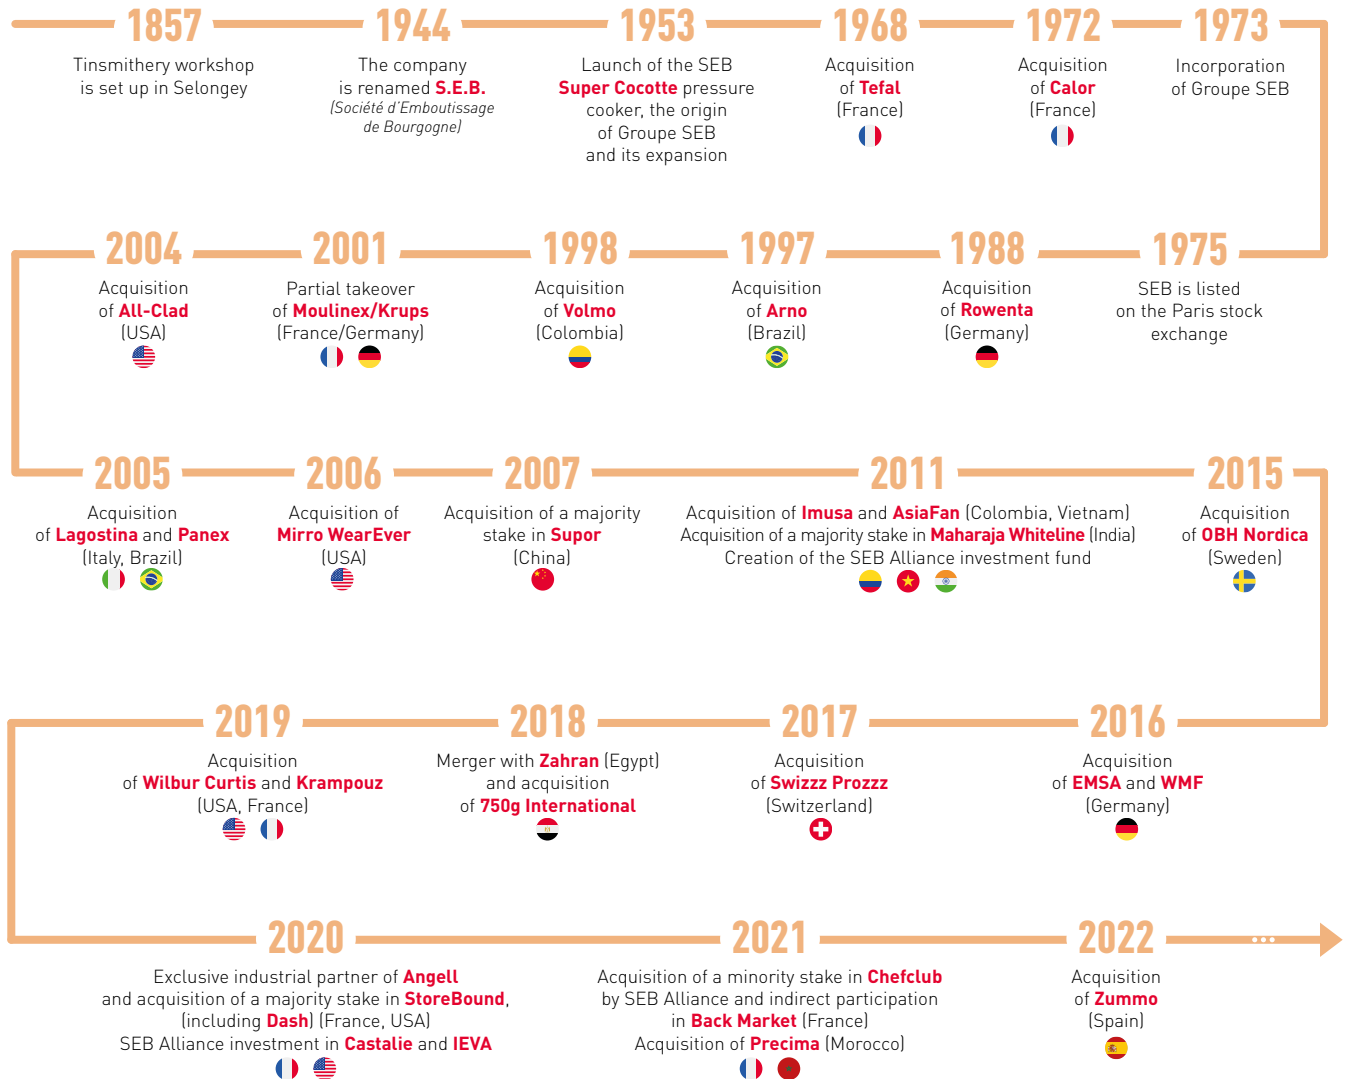 1857
Tinsmithery workshop
is set up in Selongey
1944
The company
is renamed S.E.B.
(Société d'Emboutissage
de Bourgogne)
1953
Launch of the SEB
Super Cocotte pressure
cooker, the origin
of Groupe SEB
and its expansion
1968
Acquisition
of Tefal
(France)
1972
Acquisition
of Calor
(France)
1973
Incorporation
of Groupe SEB
1975
SEB is listed
on the Paris stock
exchange
1988
Acquisition
of Rowenta
(Germany)
1997
Acquisition
of Arno
(Brazil)
1998
Acquisition
of Volmo
(Colombia)
2001
Partial takeover
of Moulinex/Krups
(France/Germany)
2004
Acquisition
of All-Clad
(USA)
2005
Acquisition
of Lagostina and Panex
(Italy, Brazil)
2006
Acquisition of
Mirro WearEver
(USA)
2007
Acquisition of a majority
stake in Supor
(China)
2011
Acquisition of Imusa and AsiaFan (Colombia, Vietnam)
Acquisition of a majority stake in Maharaja Whiteline (India)
Creation of the SEB Alliance investment fund
2015
Acquisition
of OBH Nordica
(Sweden)
2016
Acquisition
of EMSA and WMF
(Germany)
2017
Acquisition
of Swizzz Prozzz
(Switzerland)
2018
Merger with Zahran (Egypt)
and acquisition
of 750g International
2019
Acquisition
of Wilbur Curtis and Krampouz
(USA, France)
2020
Exclusive industrial partner of Angell
and acquisition of a majority stake in StoreBound,
(including Dash) (France, USA)
SEB Alliance investment in Castalie and IEVA
2021
Acquisition of a minority stake in Chefclub
by SEB Alliance and indirect participation
in Back Market (France)
Acquisition of Precima (Morocco)
2022
Acquisition
of Zummo
(Spain)
...